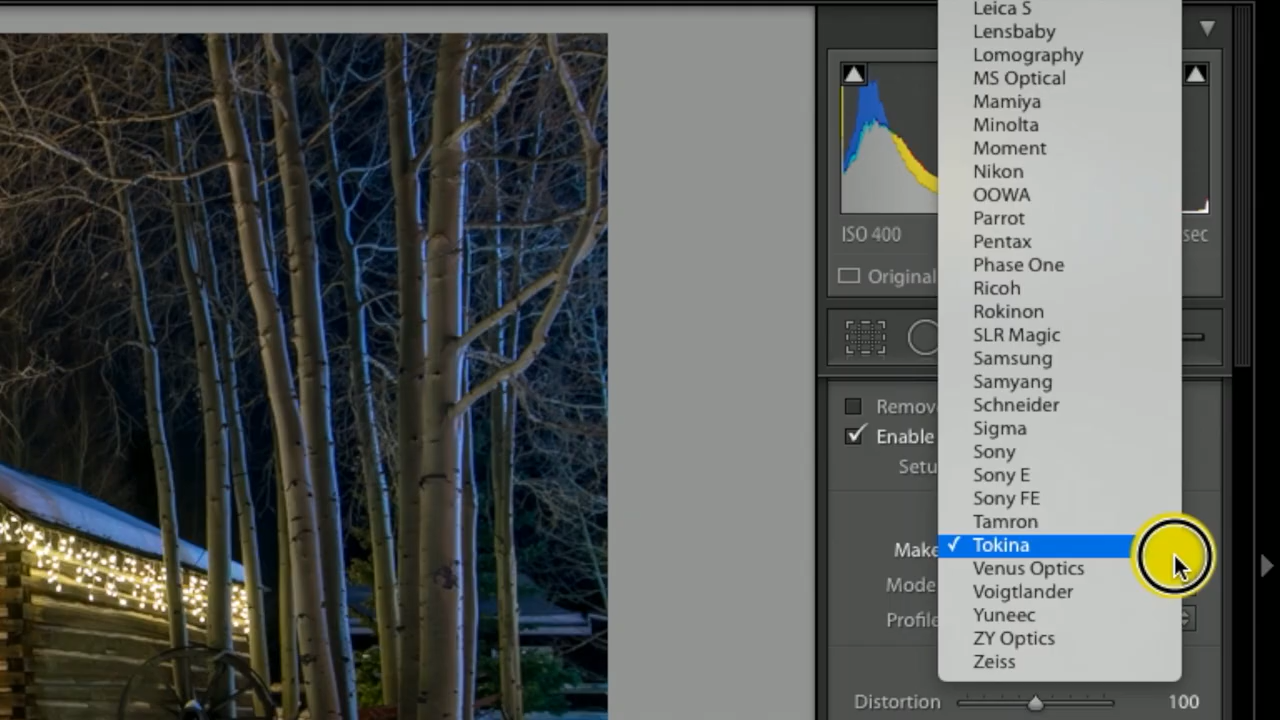 Leica S
Lensbaby
Lomography
MS Optical
Mamiya
Minolta
Moment
Nikon
OOWA
Parrot
Pentax
Phase One
Ricoh
Rokinon
SLR Magic
Samsung
Samyang
Schneider
Sigma
Sony
Sony E
Sony FE
Tamron
✓ Tokina
Venus Optics
Voigtlander
Yuneec
ZY Optics
Zeiss
ISO 400
sec
Original
Remov
Enable
Setu
Make
Mode
Profile
Distortion 100